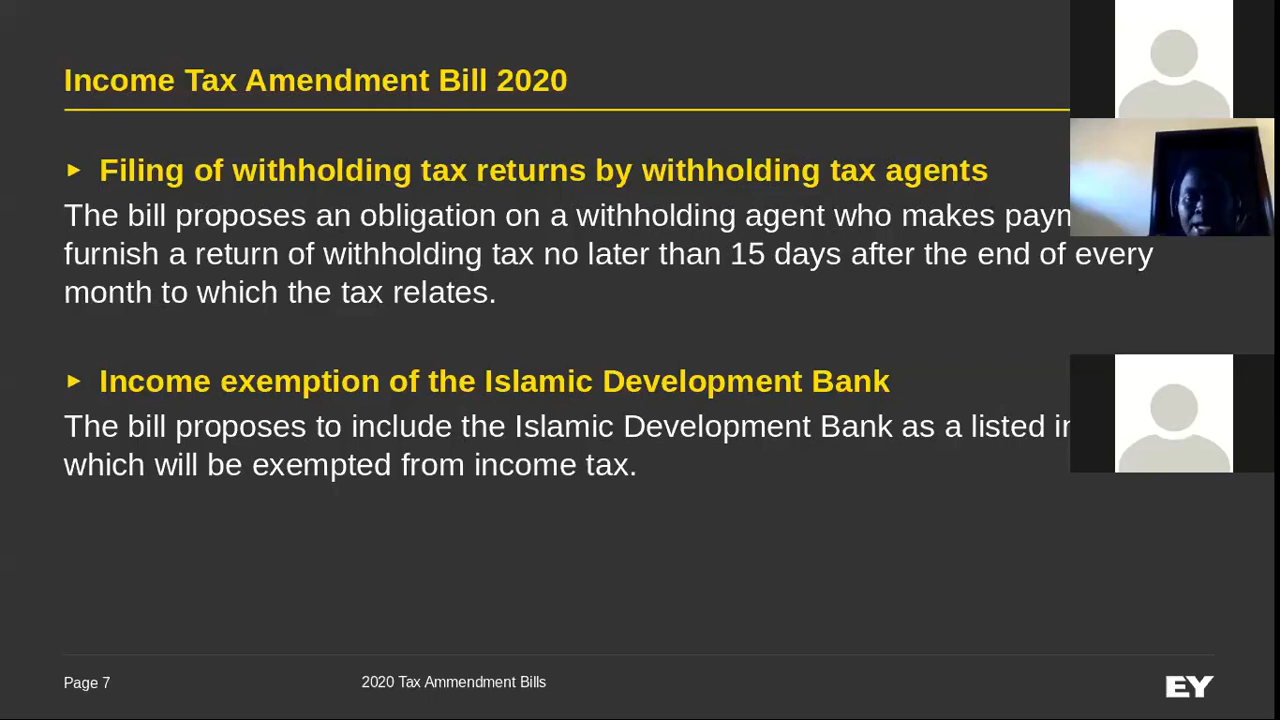 Income Tax Amendment Bill 2020
Filing of withholding tax returns by withholding tax agents
The bill proposes an obligation on a withholding agent who makes
furnish a return of withholding tax no later than 15 days after the end of every
month to which the tax relates.
Income exemption of the Islamic Development Bank
The bill proposes to include the Islamic Development Bank as a listed
which will be exempted from income tax.
Page 7
2020 Tax Ammendment Bills
EY